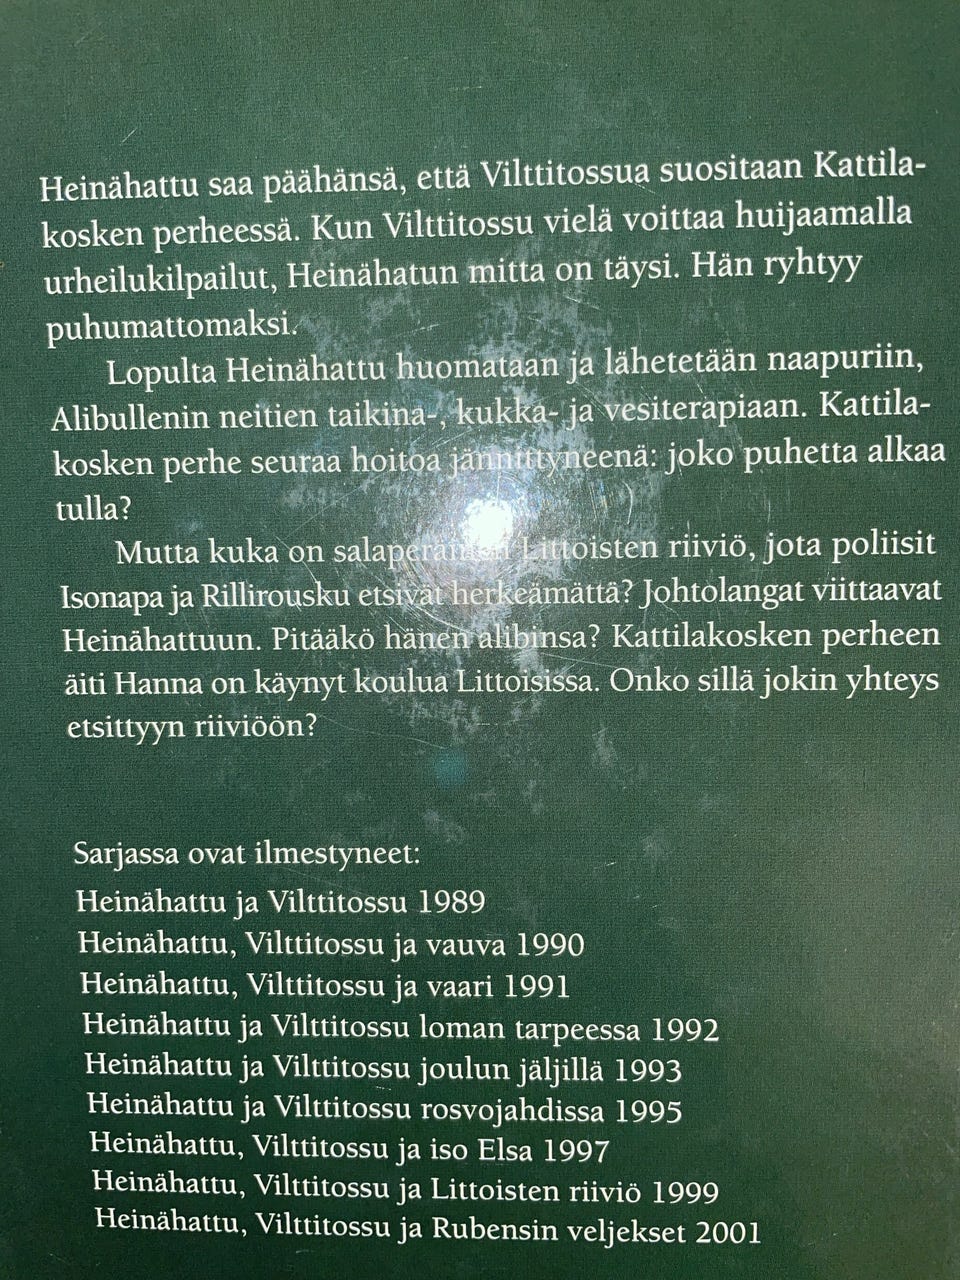 Heinähattu saa päähänsä, että Vilttitossua suositaan Kattila-
kosken perheessä. Kun Vilttitossu vielä voittaa huijaamalla
urheilukilpailut, Heinähatun mitta on täysi. Hän ryhtyy
puhumattomaksi.
Lopulta Heinähattu huomataan ja lähetetään naapuriin,
Alibullenin neitien taikina-, kukka- ja vesiterapiaan. Kattila-
kosken perhe seuraa hoitoa jännittyneenä: joko puhetta alkaa
tulla?
Mutta kuka on salaperäinen Littoisten riiviö, jota poliisit
Isonapa ja Rillirousku etsivät herkeämättä? Johtolangat viittaavat
Heinähattuun. Pitääkö hänen alibinsa? Kattilakosken perheen
äiti Hanna on käynyt koulua Littoisissa. Onko sillä jokin yhteys
etsittyyn riiviöön?
Sarjassa ovat ilmestyneet:
Heinähattu ja Vilttitossu 1989
Heinähattu, Vilttitossu ja vauva 1990
Heinähattu, Vilttitossu ja vaari 1991
Heinähattu ja Vilttitossu loman tarpeessa 1992
Heinähattu ja Vilttitossu joulun jäljillä 1993
Heinähattu ja Vilttitossu rosvojahdissa 1995
Heinähattu, Vilttitossu ja iso Elsa 1997
Heinähattu, Vilttitossu ja Littoisten riiviö 1999
Heinähattu, Vilttitossu ja Rubensin veljekset 2001